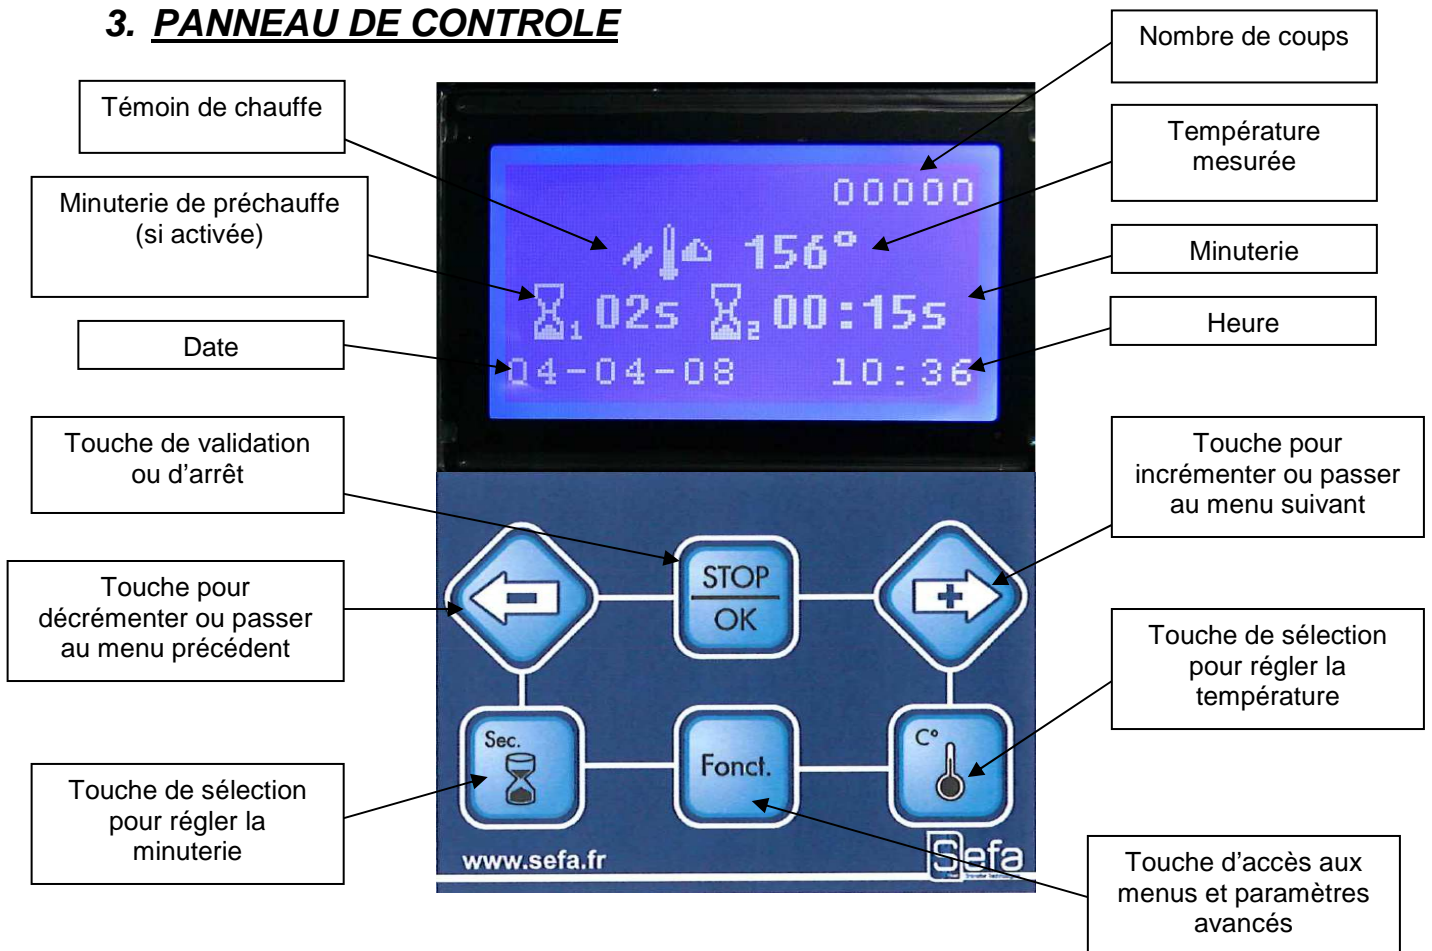 3. PANNEAU DE CONTROLE
Nombre de coups
Témoin de chauffe
Température
mesurée
Minuterie de préchauffe
(si activée)
Minuterie
Date
Heure
00000
156°
1 02s 2 00:15s
04-04-08 10:36
Touche de validation
ou d’arrêt
Touche pour
incrémenter ou passer
au menu suivant
Touche pour
décrémenter ou passer
au menu précédent
Touche de sélection
pour régler la
température
Touche de sélection
pour régler la
minuterie
Touche d’accès aux
menus et paramètres
avancés
-
STOP
OK
+
Sec.
Fonct.
C°
www.sefa.fr
Sefa